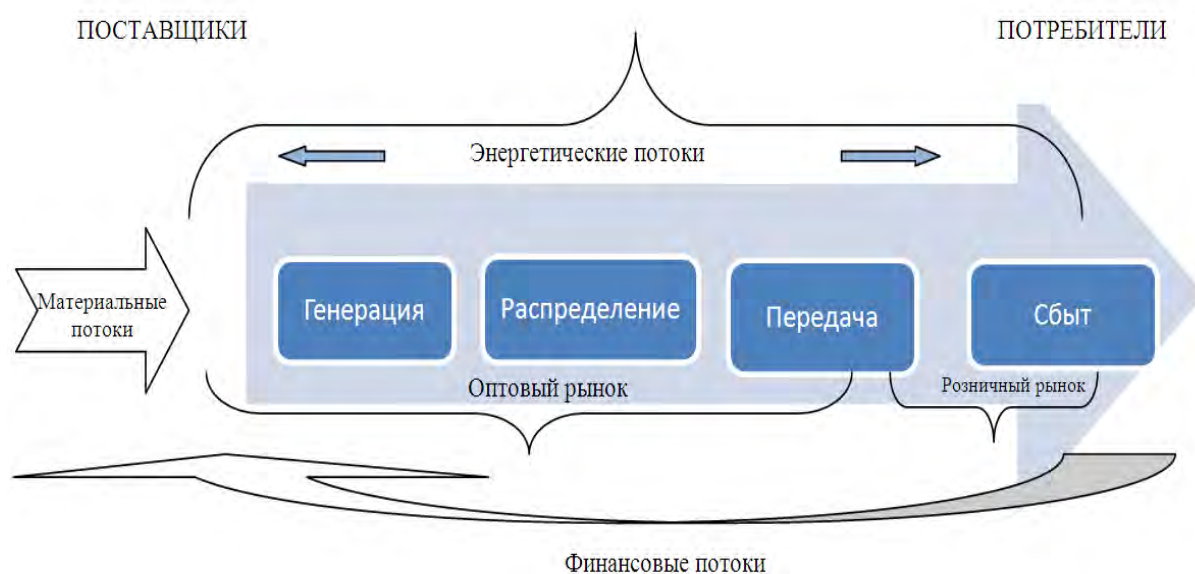 ПОСТАВЩИКИ
ПОТРЕБИТЕЛИ
Энергетические потоки
Материальные
потоки
Генерация
Распределение
Передача
Сбыт
Оптовый рынок
Розничный рынок
Финансовые потоки